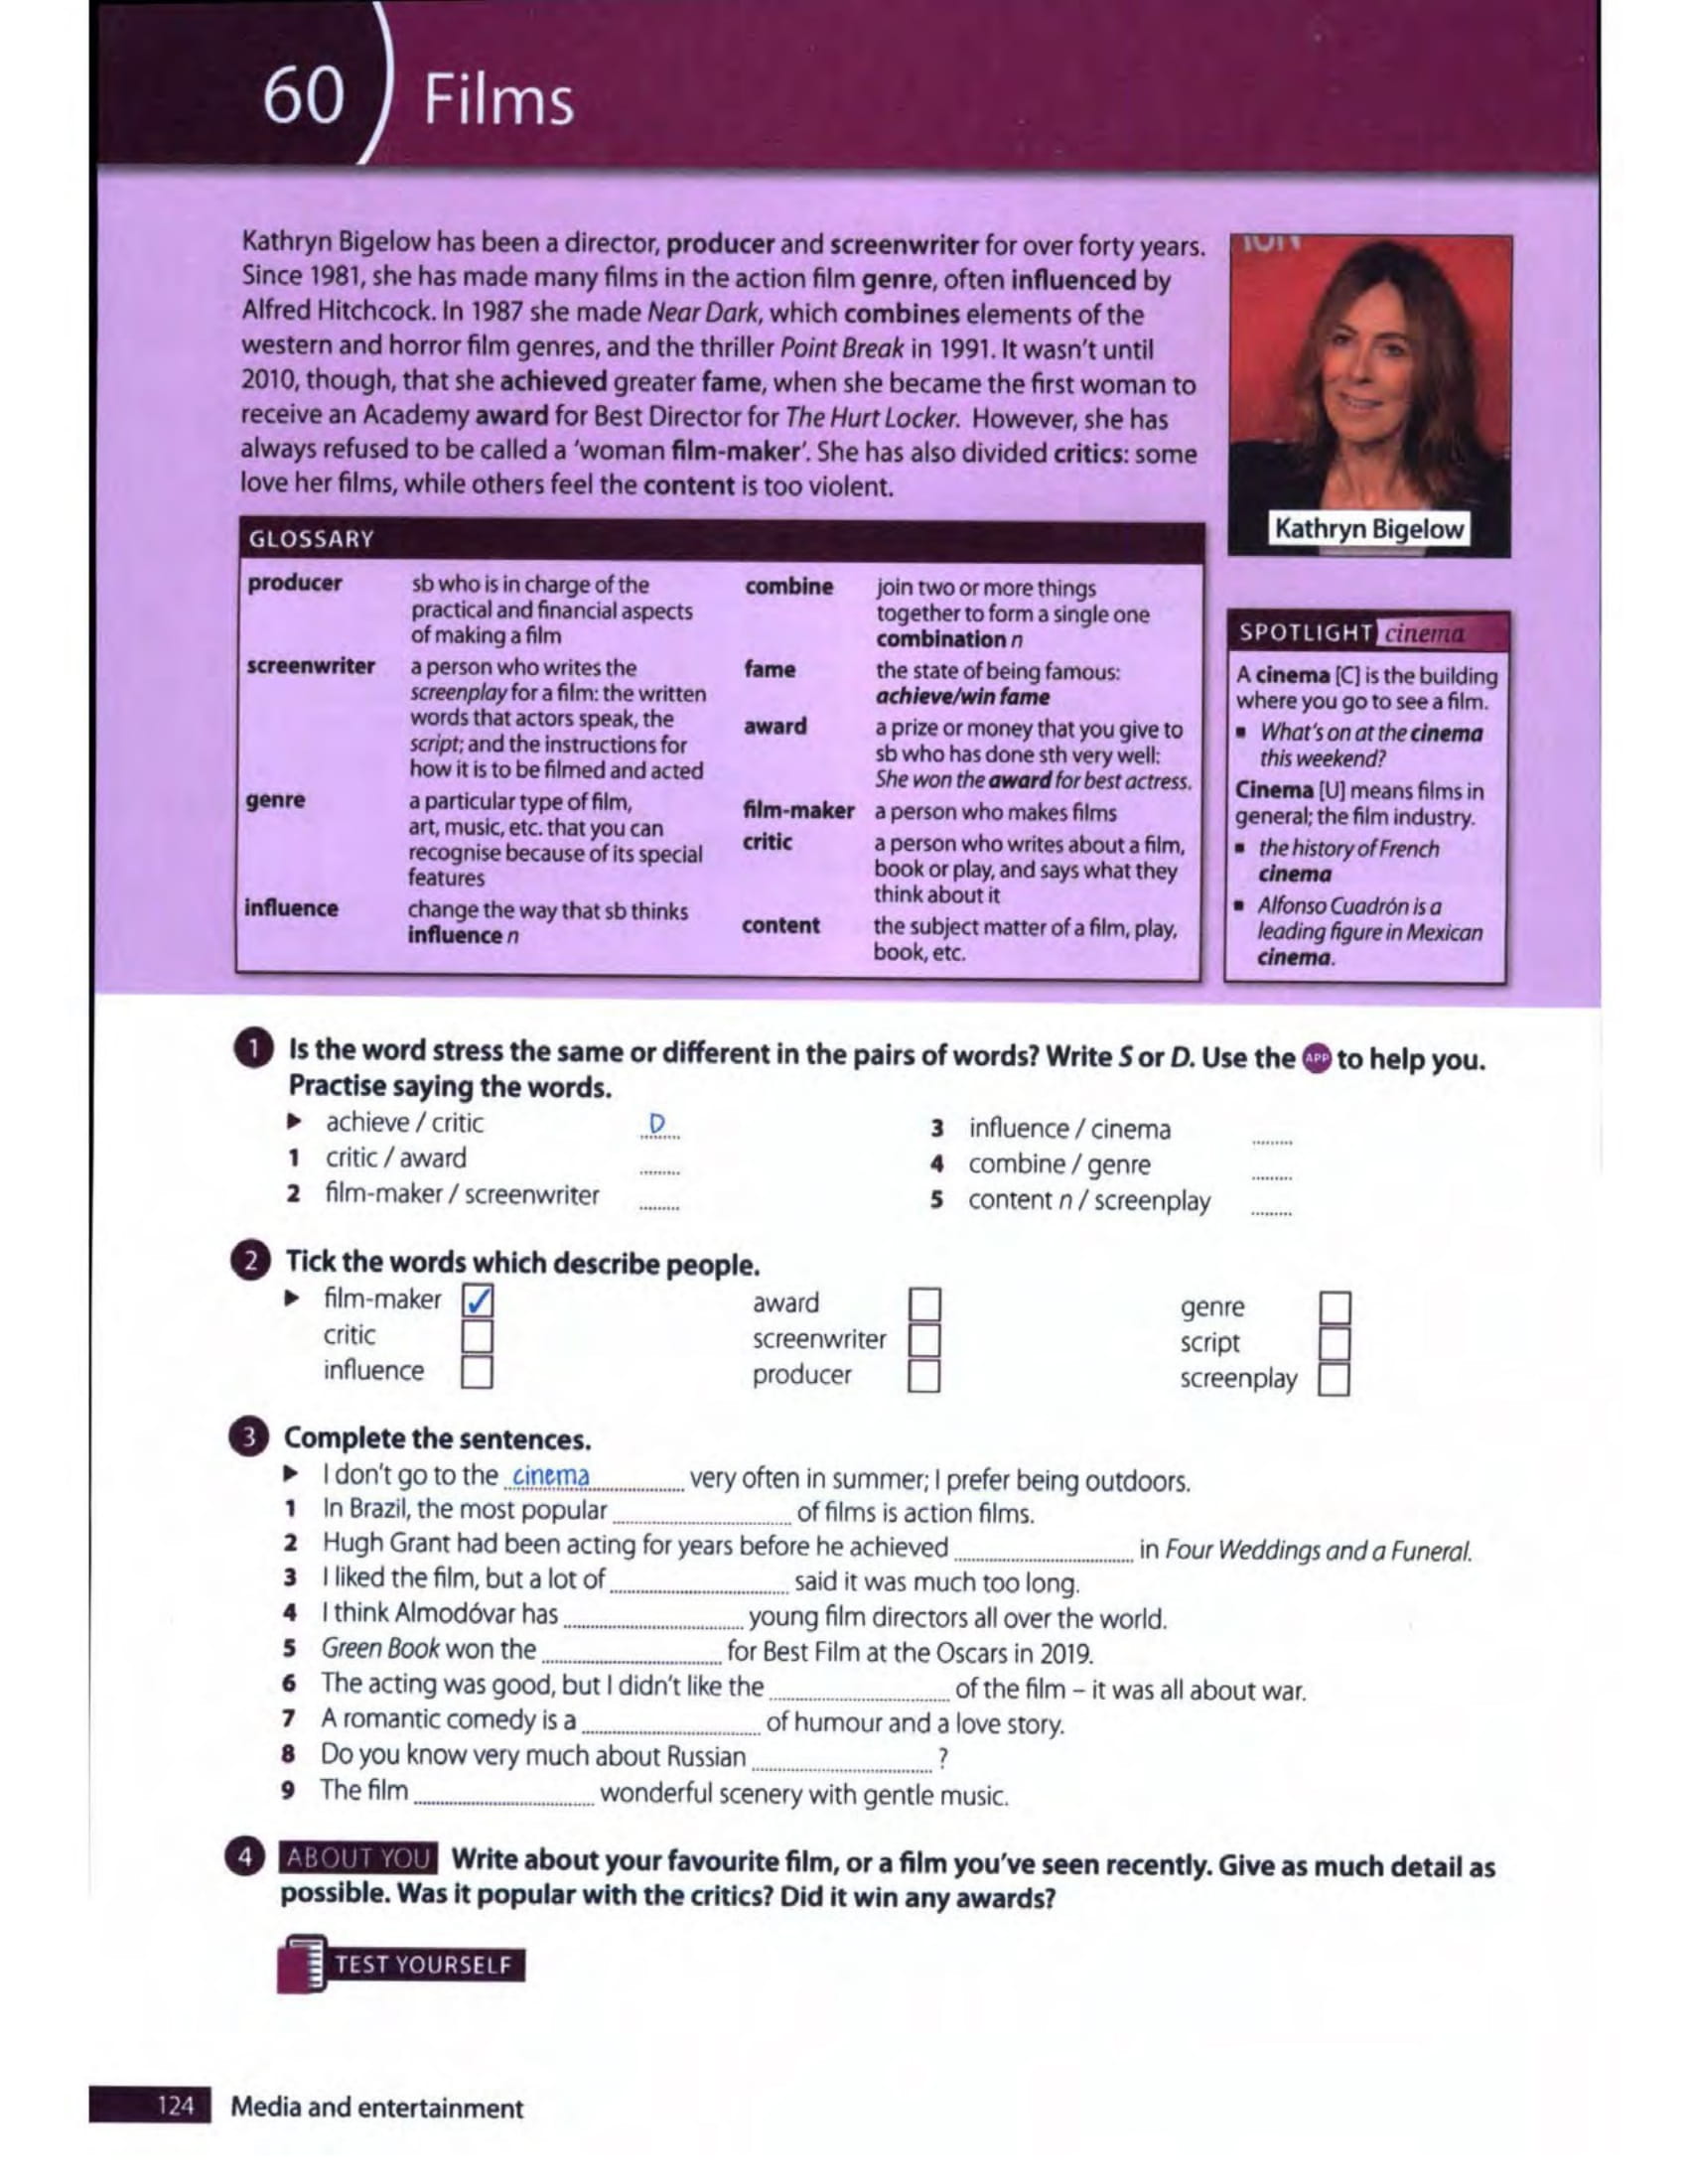 60 Films
Kathryn Bigelow has been a director, producer and screenwriter for over forty years.
Since 1981, she has made many films in the action film genre, often influenced by
Alfred Hitchcock. In 1987 she made Near Dark, which combines elements of the
western and horror film genres, and the thriller Point Break in 1991. It wasn't until
2010, though, that she achieved greater fame, when she became the first woman to
receive an Academy award for Best Director for The Hurt Locker. However, she has
always refused to be called a 'woman film-maker'. She has also divided critics: some
love her films, while others feel the content is too violent.
Kathryn Bigelow
GLOSSARY
producer sb who is in charge of the
practical and financial aspects
of making a film
screenwriter a person who writes the
screenplay for a film: the written
words that actors speak, the
script; and the instructions for
how it is to be filmed and acted
genre a particular type of film,
art, music, etc. that you can
recognise because of its special
features
influence change the way that sb thinks
influence n
combine join two or more things
together to form a single one
combination n
fame the state of being famous:
achieve/win fame
award a prize or money that you give to
sb who has done sth very well:
She won the award for best actress.
film-maker a person who makes films
critic a person who writes about a film,
book or play, and says what they
think about it
content the subject matter of a film, play,
book, etc.
SPOTLIGHT cinema
A cinema [C] is the building
where you go to see a film.
▪ What's on at the cinema
this weekend?
Cinema [U] means films in
general; the film industry.
▪ the history of French
cinema
▪ Alfonso Cuadrón is a
leading figure in Mexican
cinema.
1 Is the word stress the same or different in the pairs of words? Write S or D. Use the APP to help you.
Practise saying the words.
▶ achieve / critic D
1 critic / award
2 film-maker / screenwriter
3 influence / cinema
4 combine / genre
5 content n / screenplay
2 Tick the words which describe people.
▶ film-maker ✓
critic
influence
award
screenwriter
producer
genre
script
screenplay
3 Complete the sentences.
▶ I don't go to the cinema very often in summer; I prefer being outdoors.
1 In Brazil, the most popular ........ of films is action films.
2 Hugh Grant had been acting for years before he achieved ........ in Four Weddings and a Funeral.
3 I liked the film, but a lot of ........ said it was much too long.
4 I think Almodóvar has ........ young film directors all over the world.
5 Green Book won the ........ for Best Film at the Oscars in 2019.
6 The acting was good, but I didn't like the ........ of the film – it was all about war.
7 A romantic comedy is a ........ of humour and a love story.
8 Do you know very much about Russian ........ ?
9 The film ........ wonderful scenery with gentle music.
4 ABOUT YOU Write about your favourite film, or a film you've seen recently. Give as much detail as
possible. Was it popular with the critics? Did it win any awards?
TEST YOURSELF
124 Media and entertainment